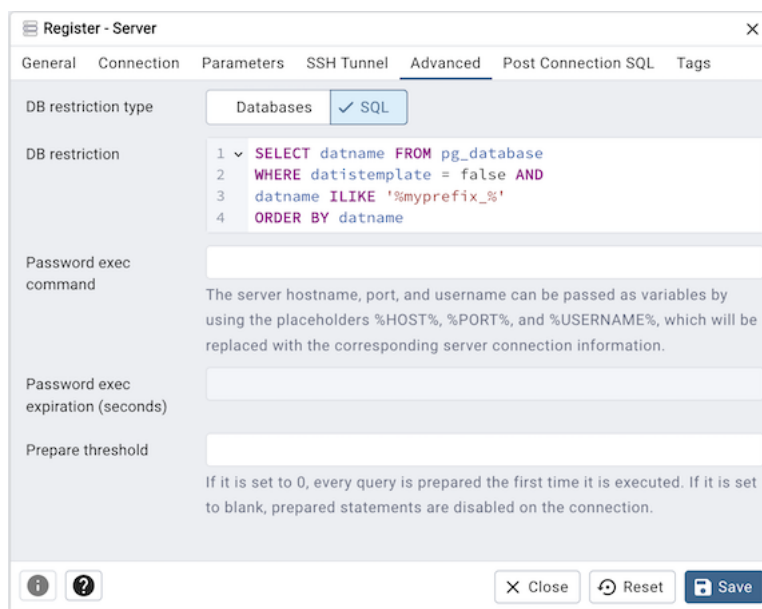 Register - Server
General Connection Parameters SSH Tunnel Advanced Post Connection SQL Tags
DB restriction type
Databases SQL
DB restriction
1 SELECT datname FROM pg_database
2 WHERE datistemplate = false AND
3 datname ILIKE '%myprefix_%'
4 ORDER BY datname
Password exec
command
The server hostname, port, and username can be passed as variables by
using the placeholders %HOST%, %PORT%, and %USERNAME%, which will be
replaced with the corresponding server connection information.
Password exec
expiration (seconds)
Prepare threshold
If it is set to 0, every query is prepared the first time it is executed. If it is set
to blank, prepared statements are disabled on the connection.
Close Reset Save